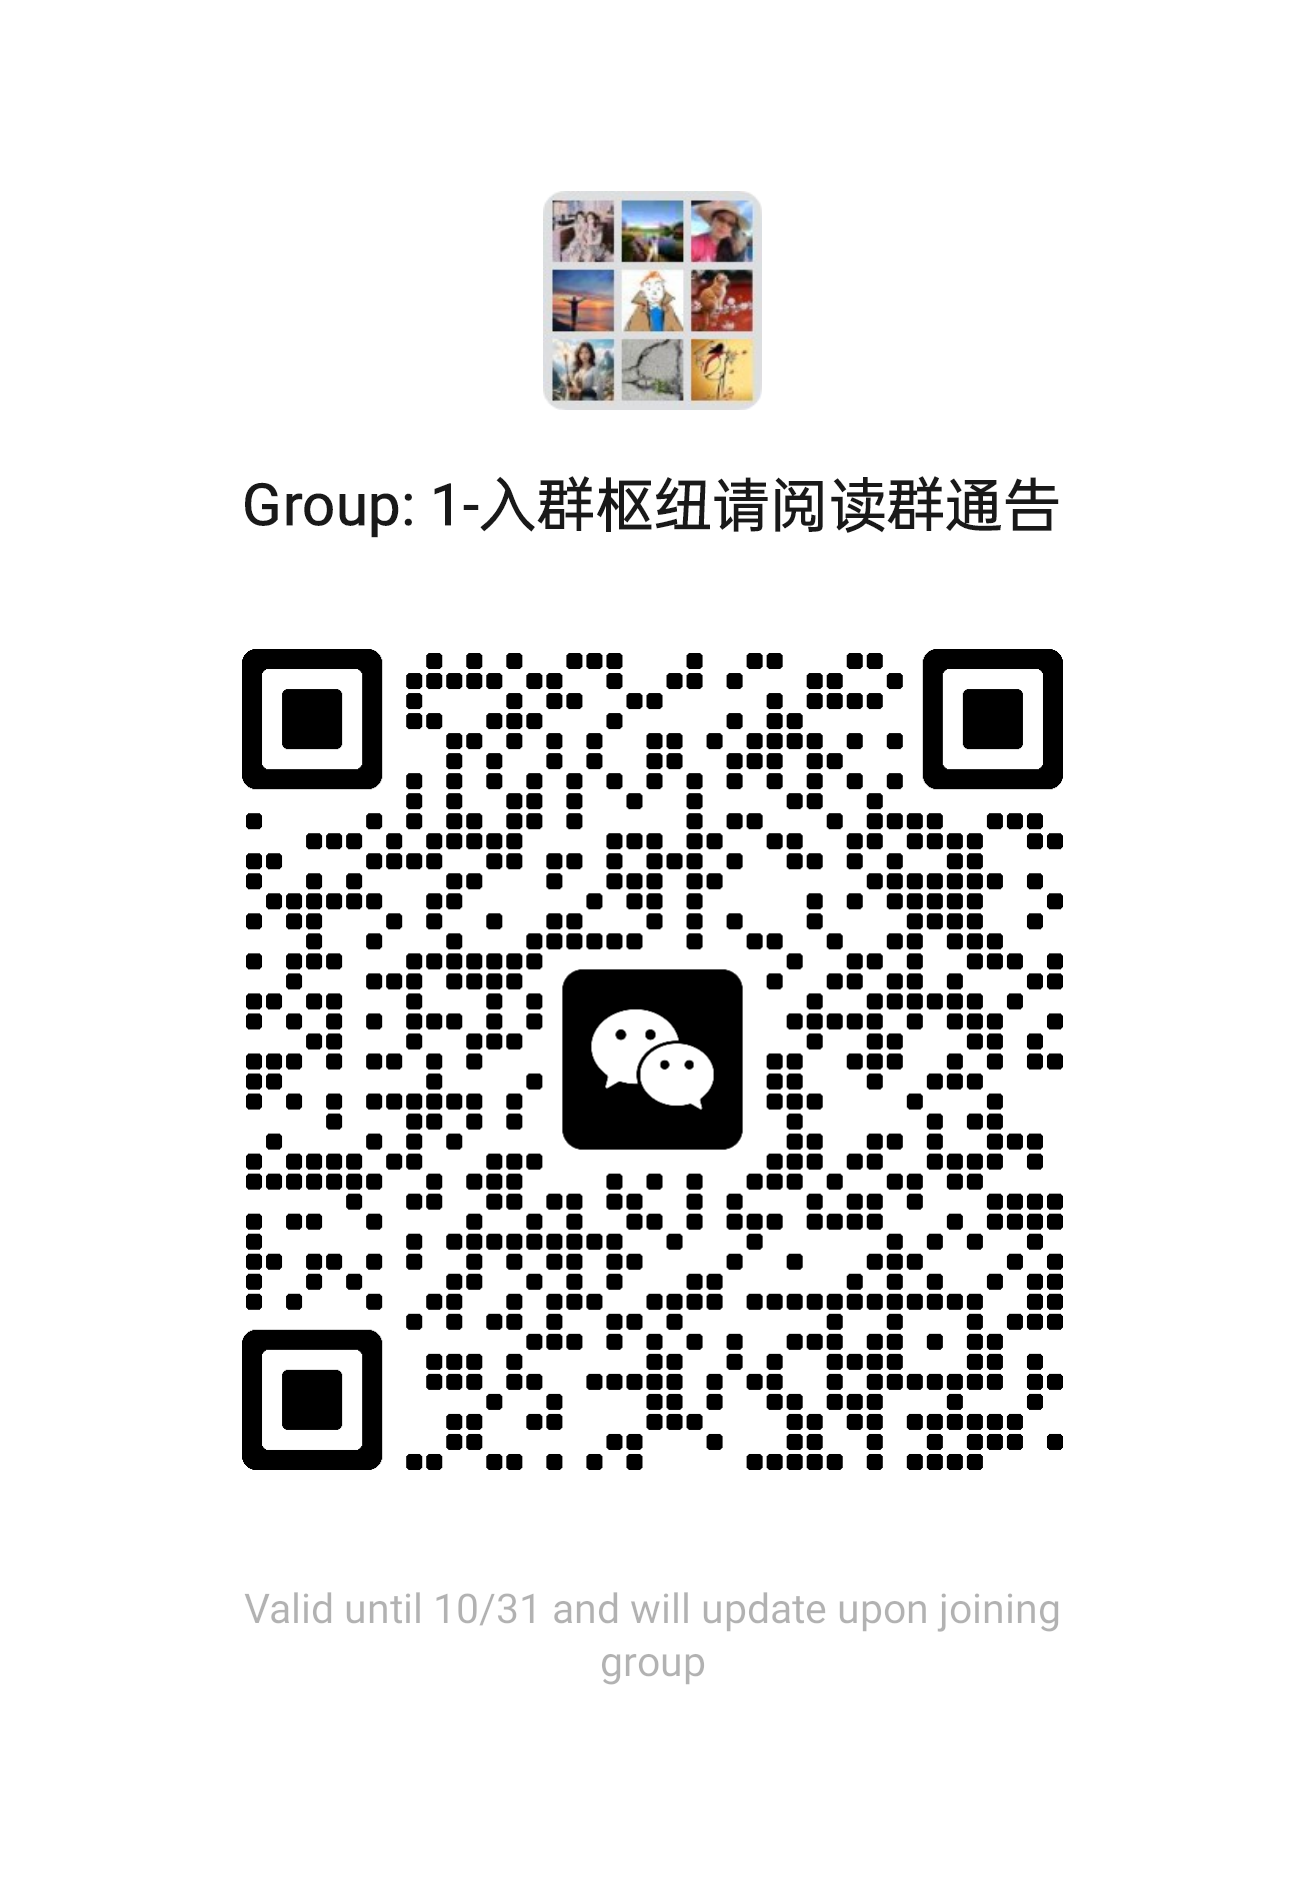 Group: 1-入群枢纽请阅读群通告
Valid until 10/31 and will update upon joining
group